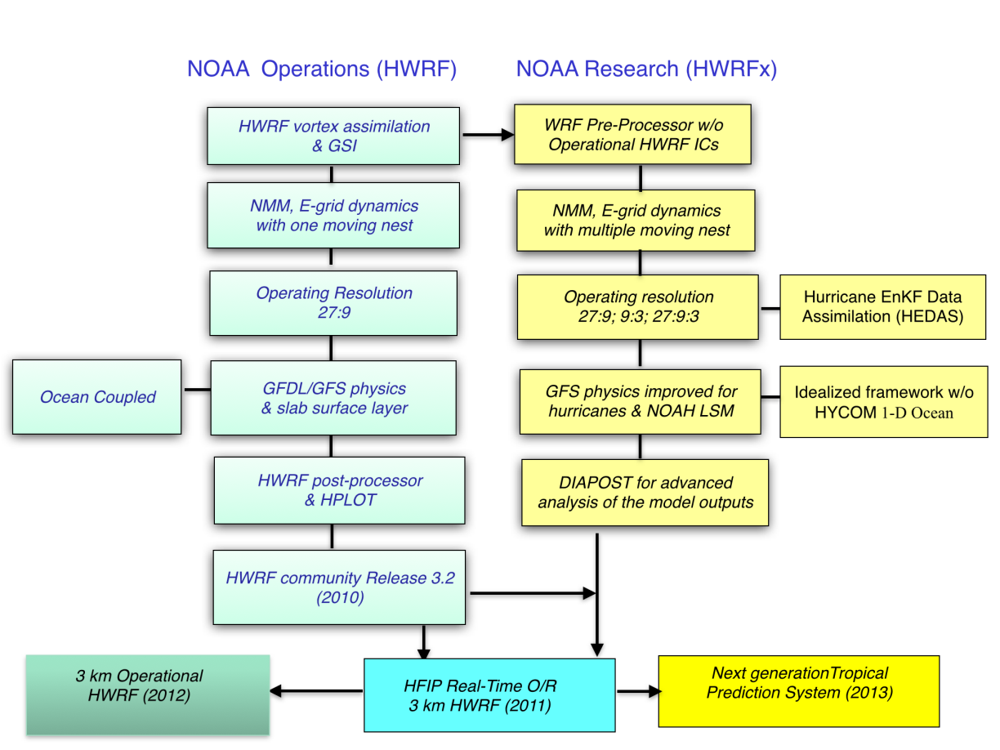 NOAA  Operations (HWRF)
NOAA Research (HWRFx)
HWRF vortex assimilation
& GSI
WRF Pre-Processor w/o
Operational HWRF ICs
NMM, E-grid dynamics
with one moving nest
NMM, E-grid dynamics
with multiple moving nest
Operating Resolution
27:9
Operating resolution
27:9; 9:3; 27:9:3
Hurricane EnKF Data
Assimilation (HEDAS)
Ocean Coupled
GFDL/GFS physics
& slab surface layer
GFS physics improved for
hurricanes & NOAH LSM
Idealized framework w/o
HYCOM 1-D Ocean
HWRF post-processor
& HPLOT
DIAPOST for advanced
analysis of the model outputs
HWRF community Release 3.2
(2010)
3 km Operational
HWRF (2012)
HFIP Real-Time O/R
3 km HWRF (2011)
Next generationTropical
Prediction System (2013)